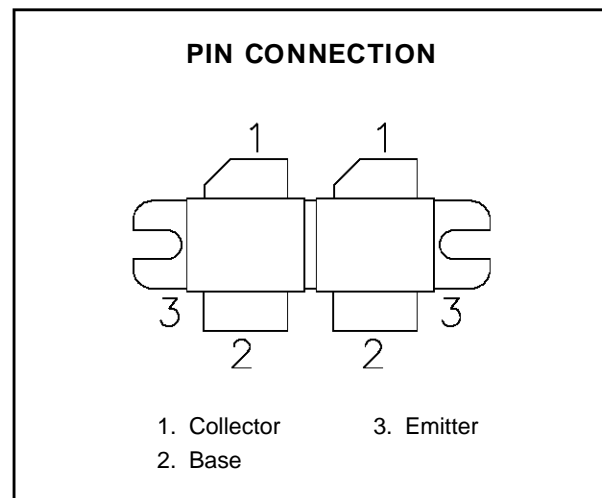 PIN CONNECTION
1 1
3 3
2 2
1. Collector 3. Emitter
2. Base